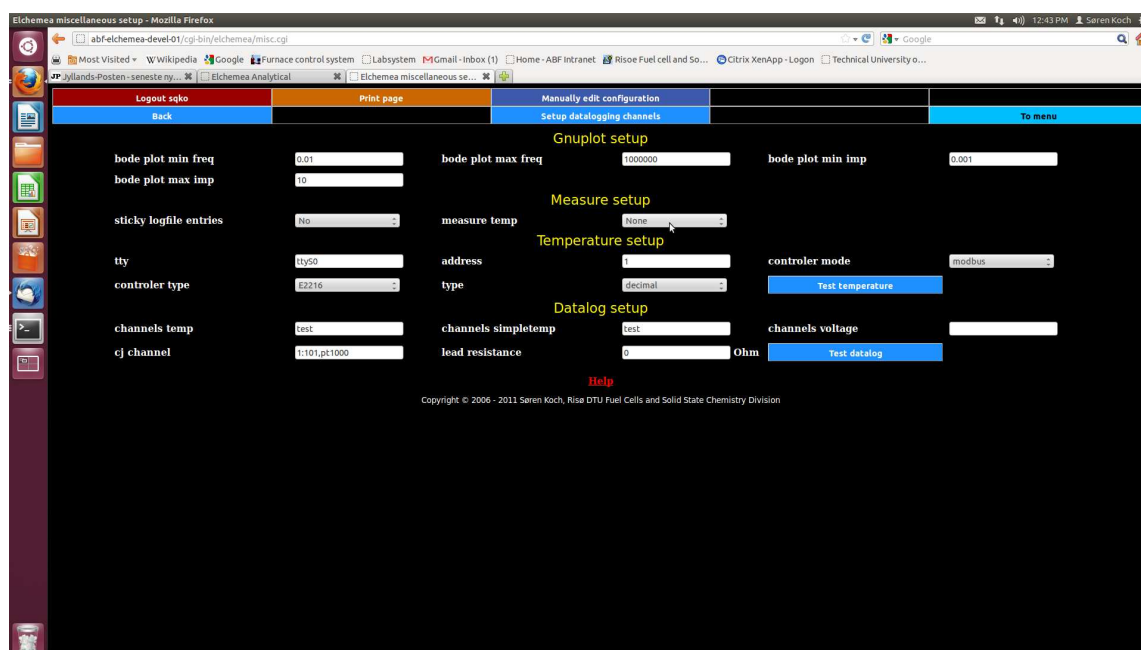 Elchemea miscellaneous setup - Mozilla Firefox 12:43 PM Søren Koch
abf-elchemea-devel-01/cgi-bin/elchemea/misc.cgi Google
Most Visited Wikipedia Google Furnace control system Labsystem Gmail - Inbox (1) Home - ABF Intranet Risoe Fuel cell and So... Citrix XenApp - Logon Technical University o...
JP Jyllands-Posten - seneste ny... Elchemea Analytical Elchemea miscellaneous se...
Logout sqko Print page Manually edit configuration
Back Setup datalogging channels To menu
Gnuplot setup
bode plot min freq 0.01 bode plot max freq 1000000 bode plot min imp 0.001
bode plot max imp 10
Measure setup
sticky logfile entries No measure temp None
Temperature setup
tty ttyS0 address 1 controler mode modbus
controler type E2216 type decimal Test temperature
Datalog setup
channels temp test channels simpletemp test channels voltage
cj channel 1:101,pt1000 lead resistance 0 Ohm Test datalog
Help
Copyright © 2006 - 2011 Søren Koch, Risø DTU Fuel Cells and Solid State Chemistry Division